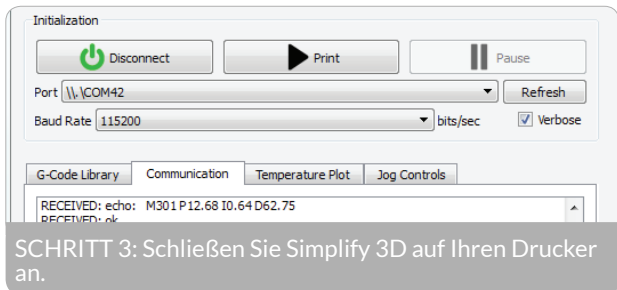 Initialization
Disconnect Print Pause
Port \\.\COM42 Refresh
Baud Rate 115200 bits/sec Verbose
G-Code Library Communication Temperature Plot Jog Controls
RECEIVED: echo: M301 P12.68 I0.64 D62.75
RECEIVED: ok
SCHRITT 3: Schließen Sie Simplify 3D auf Ihren Drucker
an.